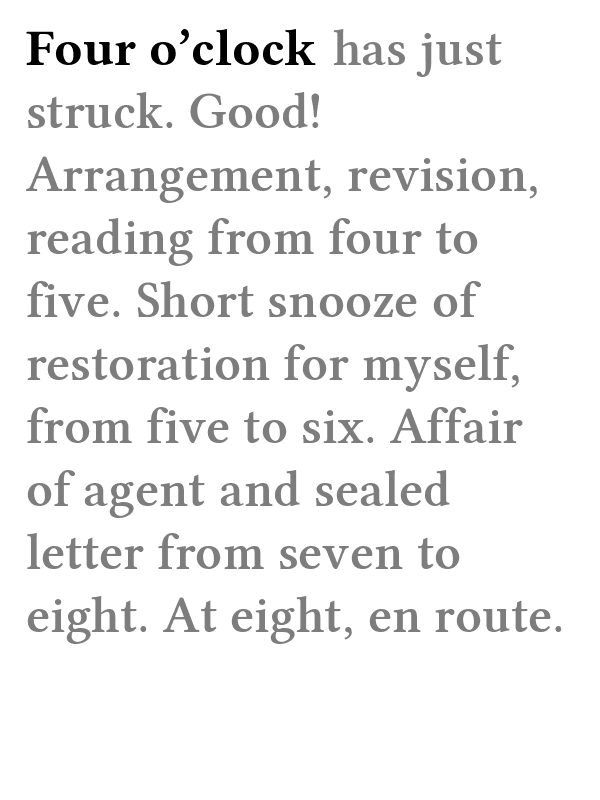 Four o’clock has just
struck. Good!
Arrangement, revision,
reading from four to
five. Short snooze of
restoration for myself,
from five to six. Affair
of agent and sealed
letter from seven to
eight. At eight, en route.